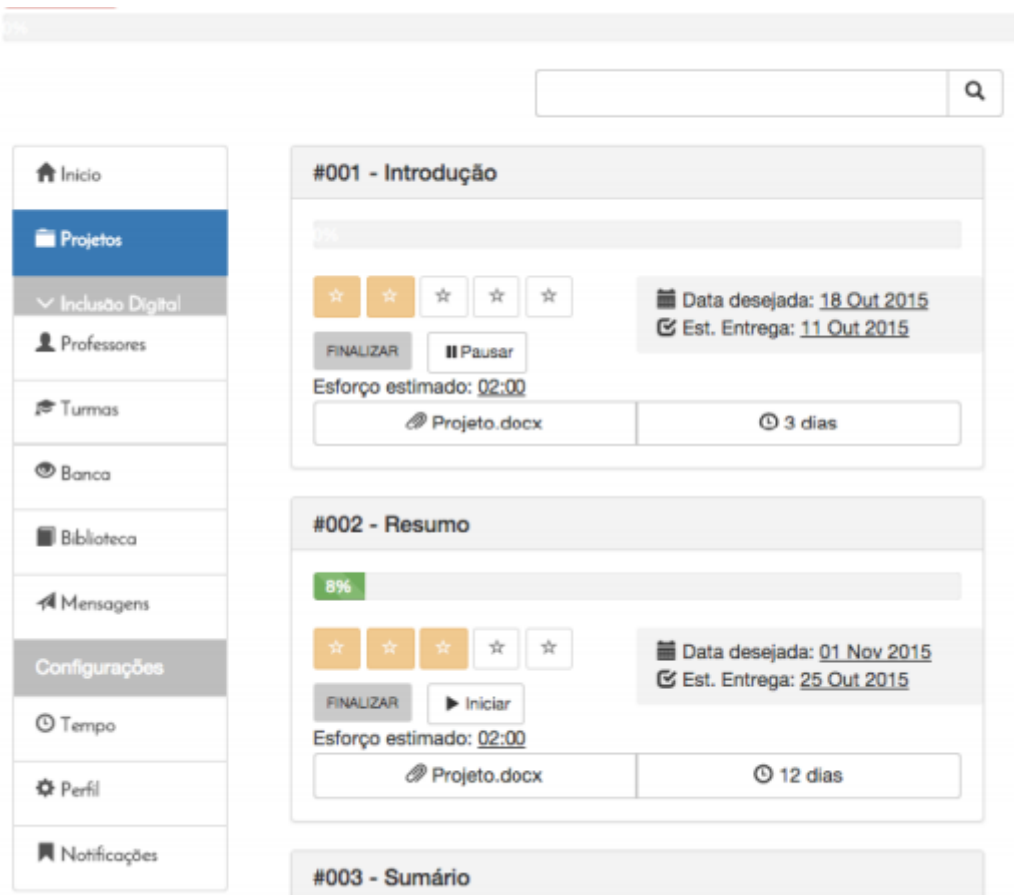 0%
Inicio
Projetos
Inclusão Digital
Professores
Turmas
Banca
Biblioteca
Mensagens
Configurações
Tempo
Perfil
Notificações
#001 - Introdução
0%
Data desejada: 18 Out 2015
Est. Entrega: 11 Out 2015
FINALIZAR Pausar
Esforço estimado: 02:00
Projeto.docx 3 dias
#002 - Resumo
8%
Data desejada: 01 Nov 2015
Est. Entrega: 25 Out 2015
FINALIZAR Iniciar
Esforço estimado: 02:00
Projeto.docx 12 dias
#003 - Sumário